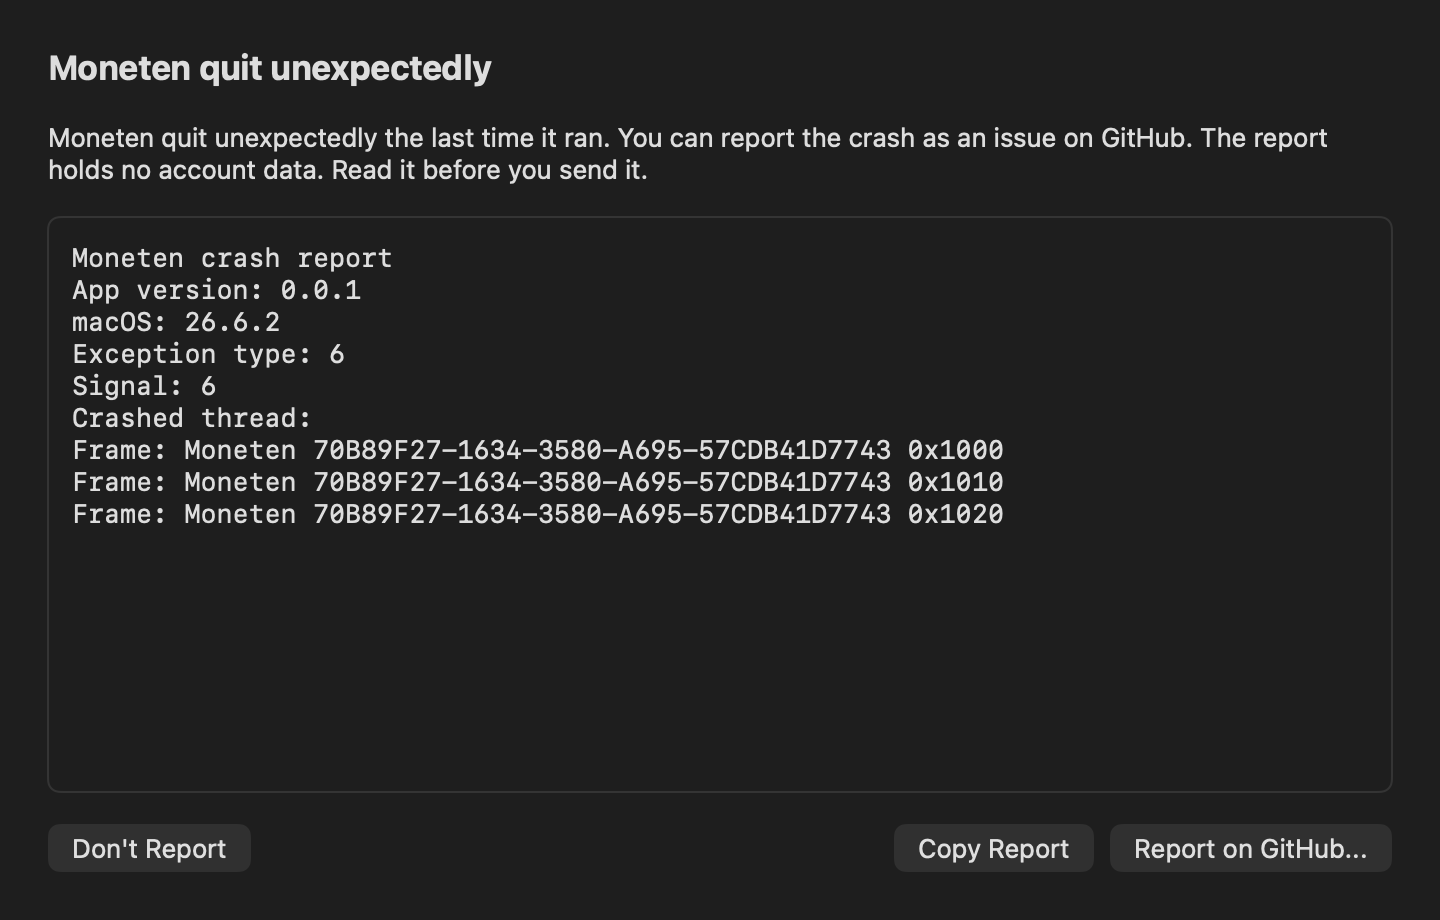 Moneten quit unexpectedly
Moneten quit unexpectedly the last time it ran. You can report the crash as an issue on GitHub. The report
holds no account data. Read it before you send it.
Moneten crash report
App version: 0.0.1
macOS: 26.6.2
Exception type: 6
Signal: 6
Crashed thread:
Frame: Moneten 70B89F27-1634-3580-A695-57CDB41D7743 0x1000
Frame: Moneten 70B89F27-1634-3580-A695-57CDB41D7743 0x1010
Frame: Moneten 70B89F27-1634-3580-A695-57CDB41D7743 0x1020
Don't Report
Copy Report
Report on GitHub...